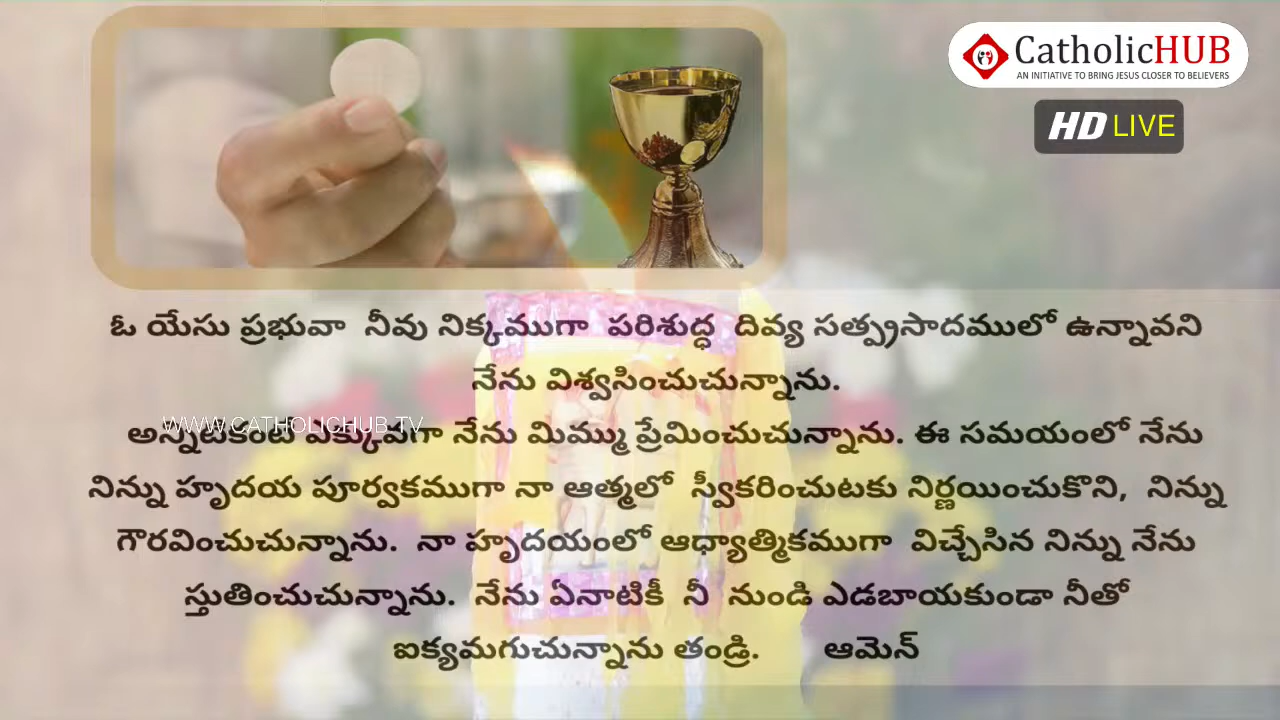 CatholicHUB
AN INITIATIVE TO BRING JESUS CLOSER TO BELIEVERS
HD LIVE
ఓ యేసు ప్రభువా నీవు నిక్కముగా పరిశుద్ధ దివ్య సత్ప్రసాదములో ఉన్నావని
నేను విశ్వసించుచున్నాను.
WWW.CATHOLICHUB.TV
అన్నిటికంటె ఎక్కువగా నేను మిమ్ము ప్రేమించుచున్నాను. ఈ సమయంలో నేను
నిన్ను హృదయ పూర్వకముగా నా ఆత్మలో స్వీకరించుటకు నిర్ణయించుకొని, నిన్ను
గౌరవించుచున్నాను. నా హృదయంలో ఆధ్యాత్మికముగా విచ్చేసిన నిన్ను నేను
స్తుతించుచున్నాను. నేను ఏనాటికీ నీ నుండి ఎడబాయకుండా నీతో
ఐక్యమగుచున్నాను తండ్రి. ఆమెన్